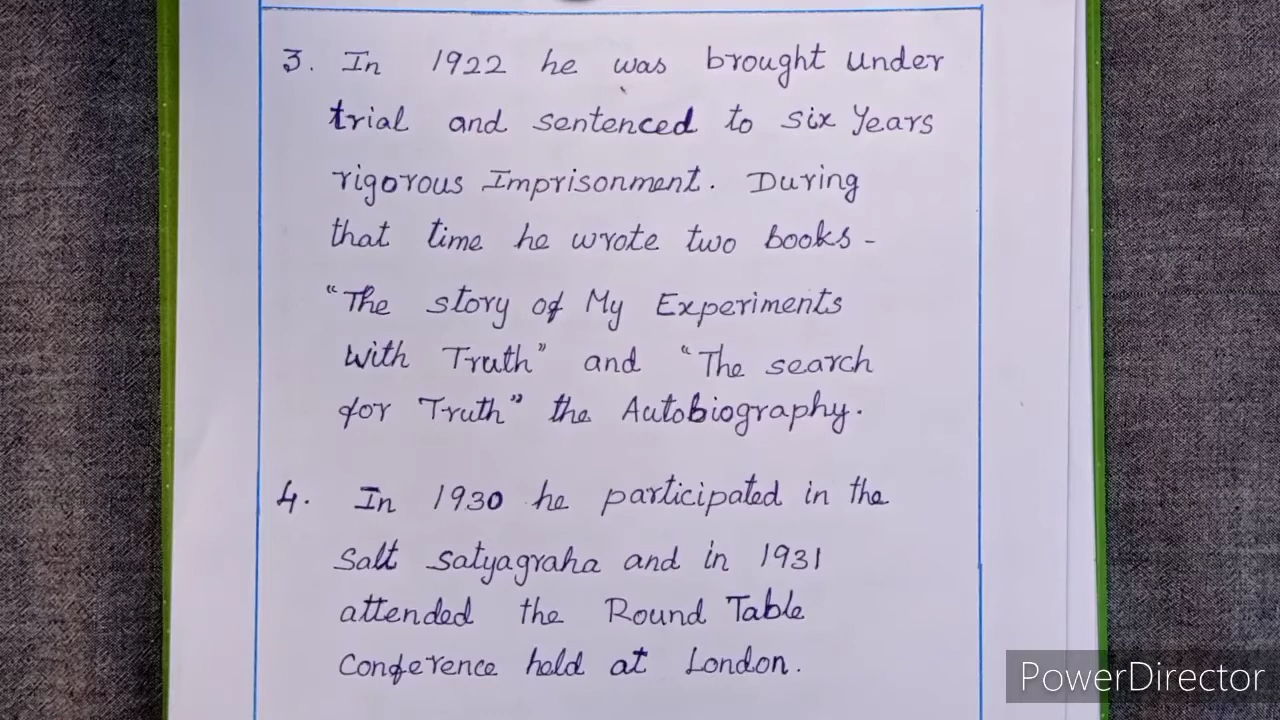 3. In 1922 he was brought under
trial and sentenced to six Years
rigorous Imprisonment. During
that time he wrote two books -
“The story of My Experiments
with Truth” and “The search
for Truth” the Autobiography.
4. In 1930 he participated in the
Salt satyagraha and in 1931
attended the Round Table
Conference held at London.
PowerDirector